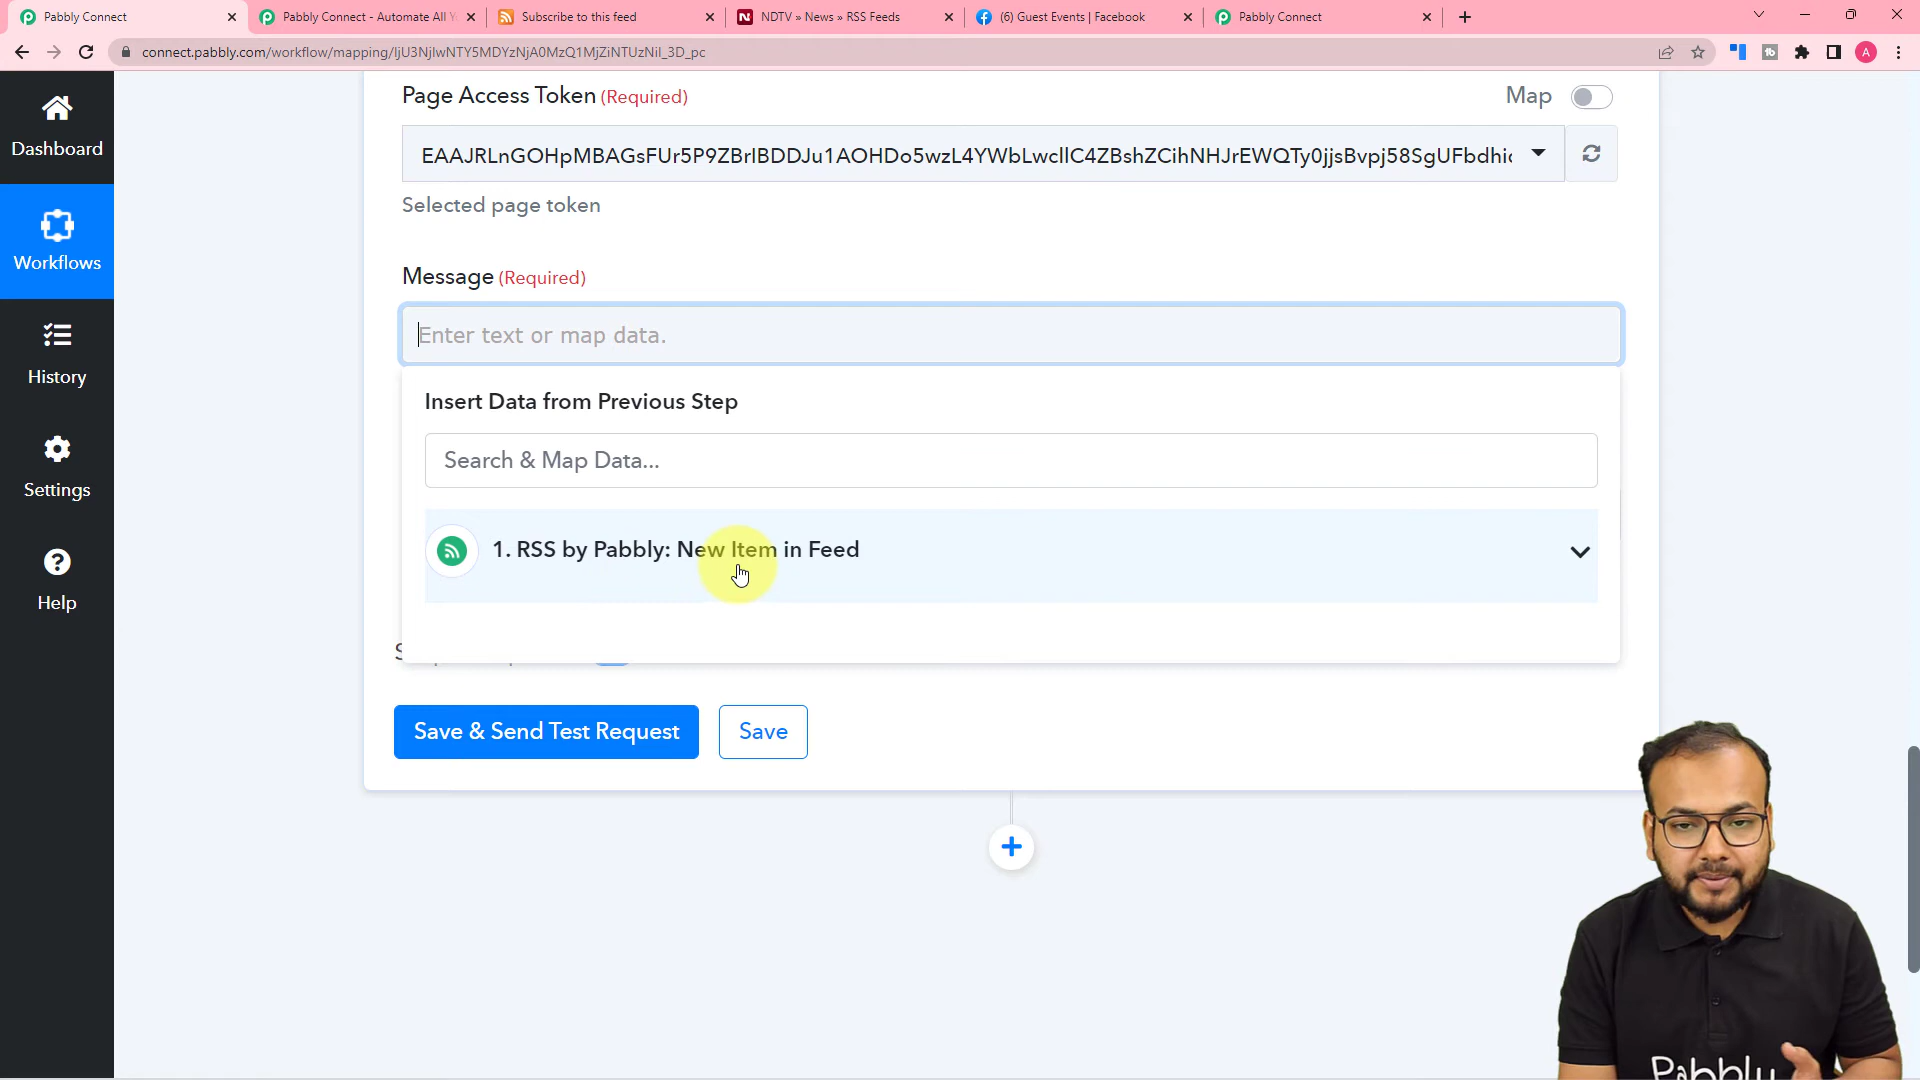 Pabbly Connect
Pabbly Connect - Automate All Y
Subscribe to this feed
NDTV » News » RSS Feeds
(6) Guest Events | Facebook
Pabbly Connect
connect.pabbly.com/workflow/mapping/IjU3NjIwNTY5MDYzNjA0MzQ1MjZiNTUzNiI_3D_pc
A
Dashboard
Workflows
History
Settings
Help
Page Access Token (Required)
Map
EAAJRLnGOHpMBAGsFUr5P9ZBrIBDDJu1AOHDo5wzL4YWbLwcllC4ZBshZCihNHJrEWQTy0jjsBvpj58SgUFbdhic
Selected page token
Message (Required)
Enter text or map data.
Insert Data from Previous Step
Search & Map Data...
1. RSS by Pabbly: New Item in Feed
Save & Send Test Request
Save
Pabbly